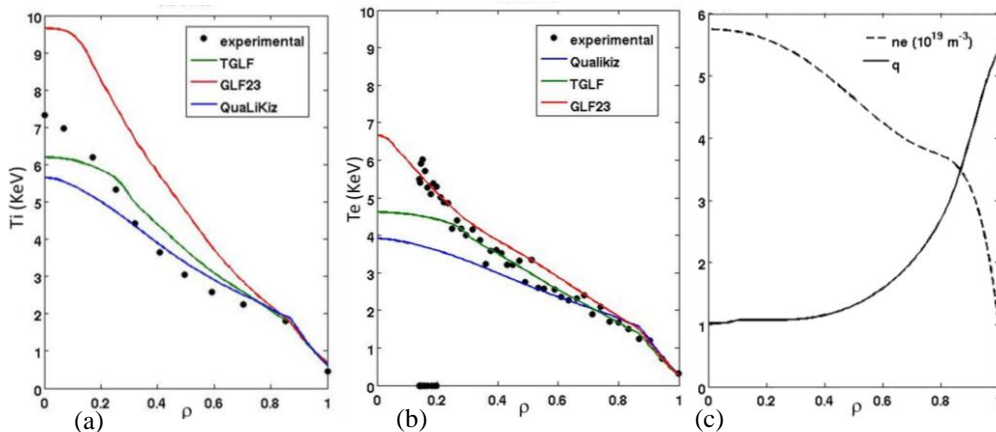 10
9
8
7
6
5
4
3
2
1
0
Ti (KeV)
experimental
TGLF
GLF23
QuaLiKiz
0 0.2 0.4 0.6 0.8 1
ρ
(a)
10
9
8
7
6
5
4
3
2
1
0
Te (KeV)
experimental
Qualikiz
TGLF
GLF23
0 0.2 0.4 0.6 0.8 1
ρ
(b)
6
5
4
3
2
1
0
ne (10^19 m^-3)
q
0 0.2 0.4 0.6 0.8 1
ρ
(c)